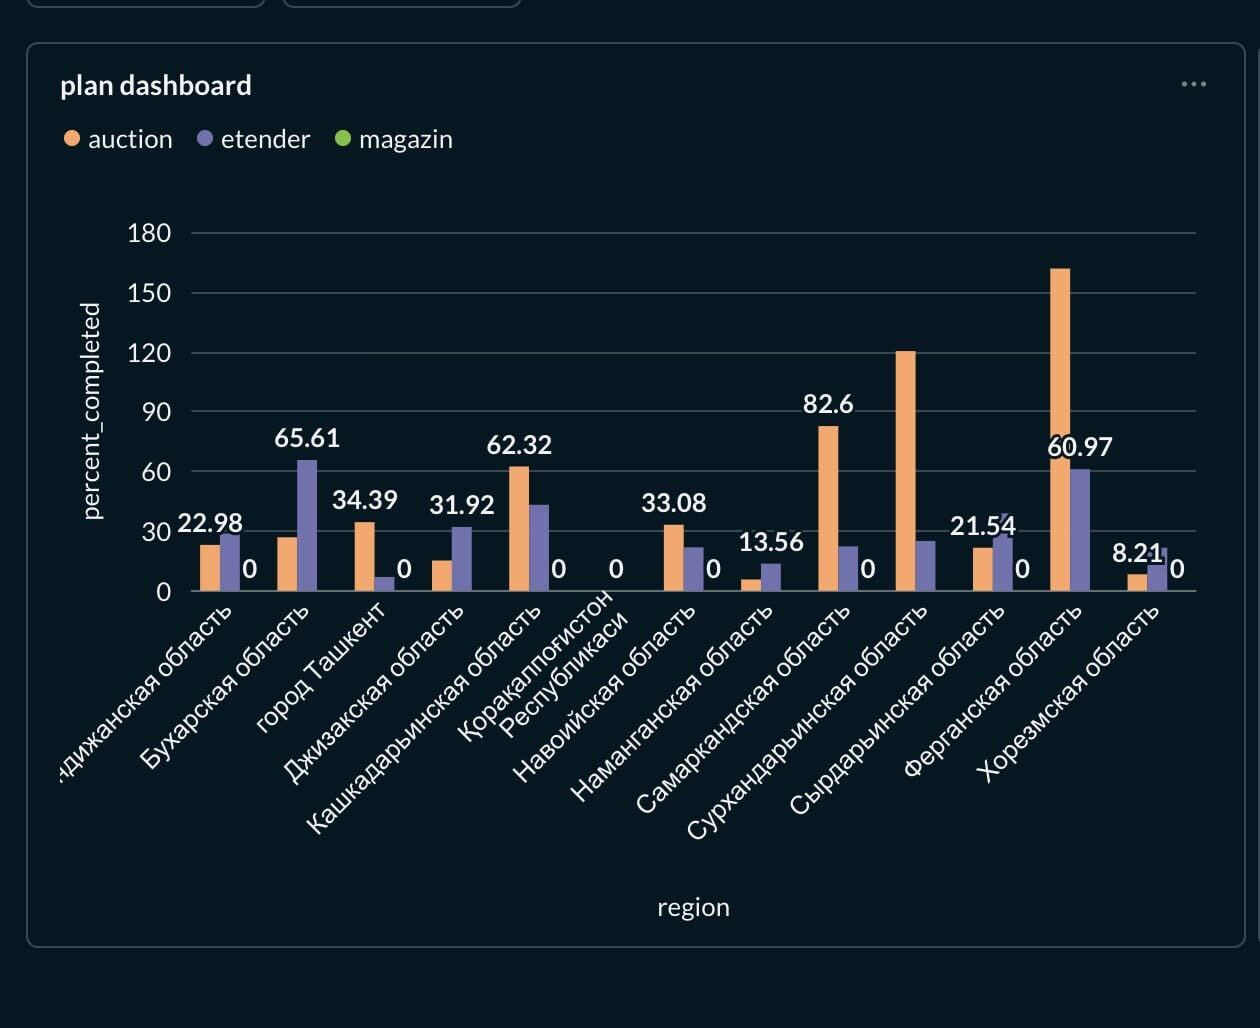 plan dashboard
auction etender magazin
percent_completed
180
150
120
90
60
30
0
22.98
0
65.61
34.39
0
31.92
62.32
0
0
33.08
0
13.56
82.6
0
21.54
0
60.97
8.21
0
ндижанская область
Бухарская область
город Ташкент
Джизакская область
Кашкадарьинская область
Қорақалпоғистон
Республикаси
Навоийская область
Наманганская область
Самаркандская область
Сурхандарьинская область
Сырдарьинская область
Ферганская область
Хорезмская область
region